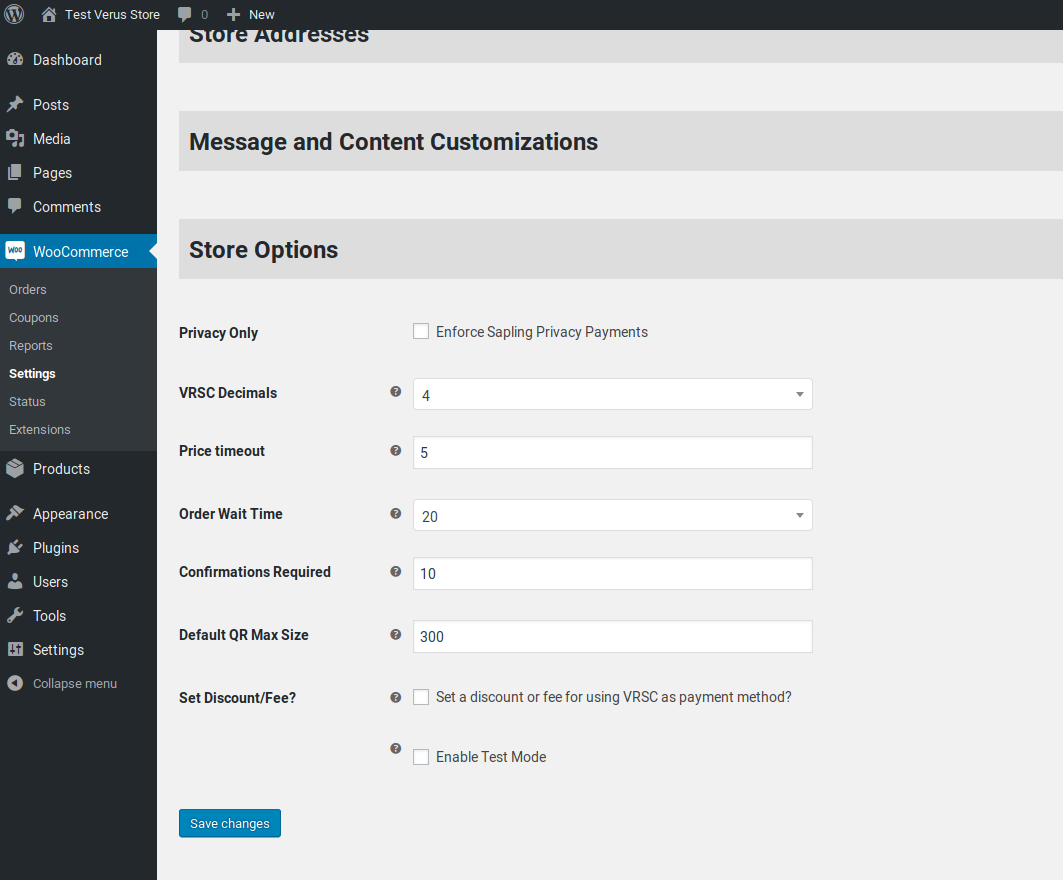 Test Verus Store 0 New
Store Addresses
Dashboard
Posts
Media
Pages
Comments
WOO WooCommerce
Orders
Coupons
Reports
Settings
Status
Extensions
Products
Appearance
Plugins
Users
Tools
Settings
Collapse menu
Message and Content Customizations
Store Options
Privacy Only Enforce Sapling Privacy Payments
VRSC Decimals ? 4
Price timeout ? 5
Order Wait Time ? 20
Confirmations Required ? 10
Default QR Max Size ? 300
Set Discount/Fee? ? Set a discount or fee for using VRSC as payment method?
? Enable Test Mode
Save changes